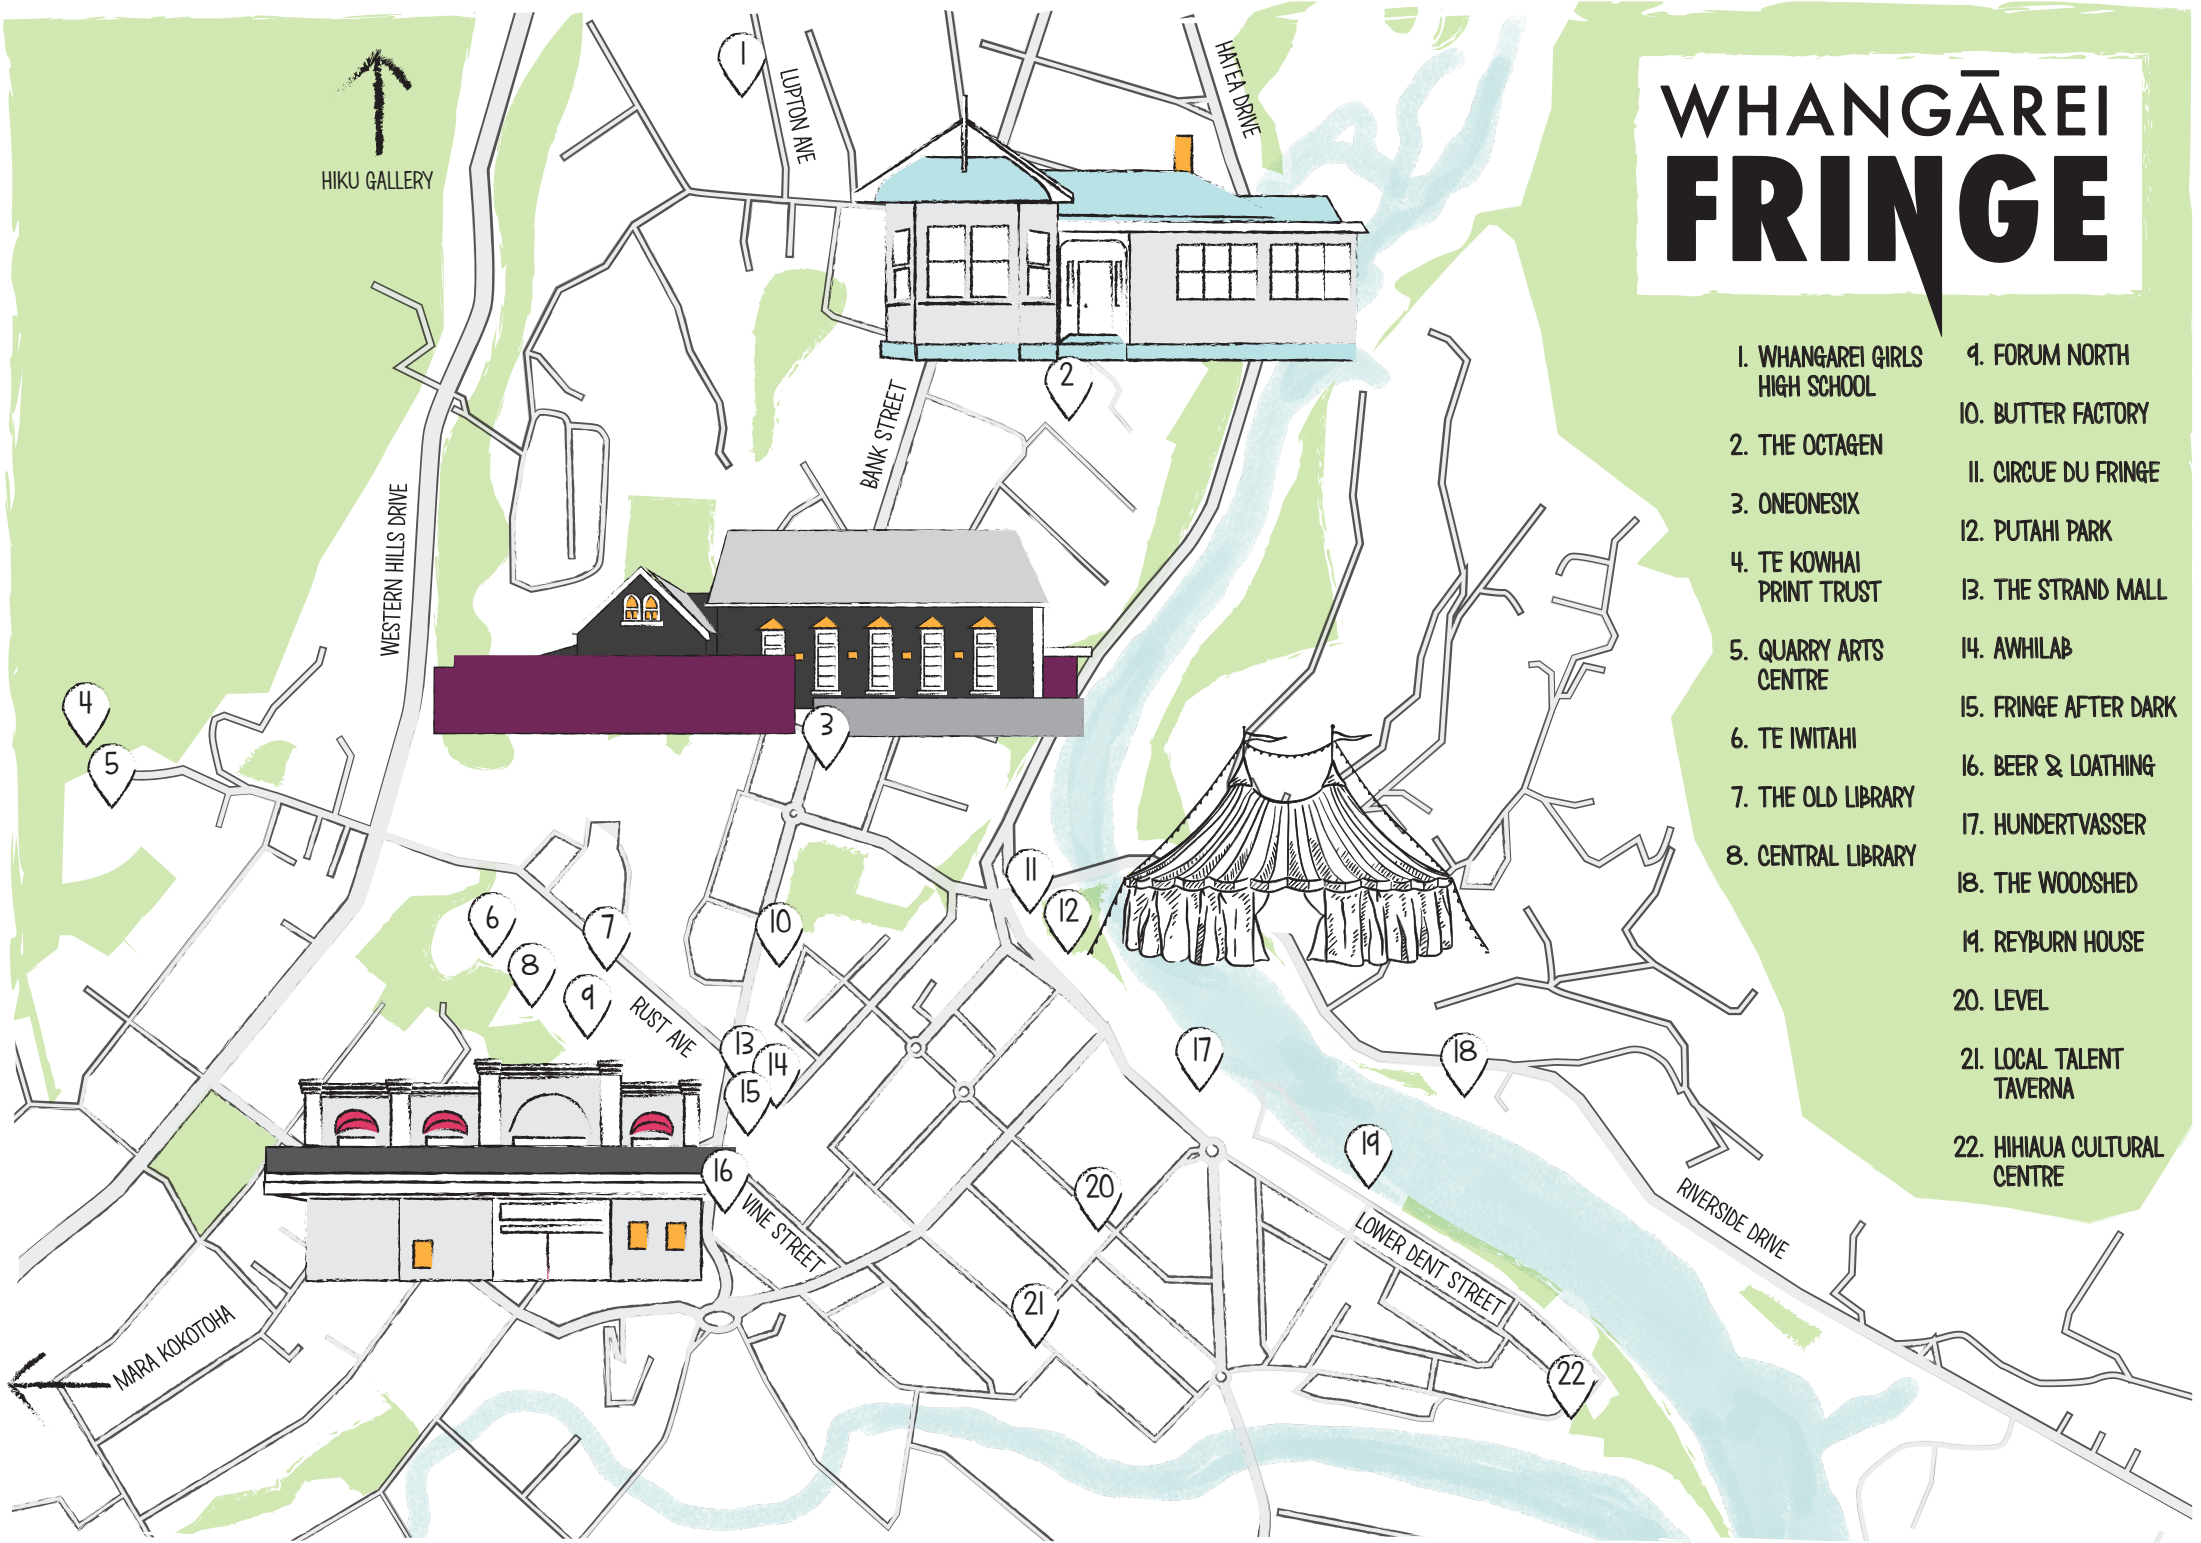 WHANGĀREI
FRINGE
1. WHANGAREI GIRLS
HIGH SCHOOL
2. THE OCTAGEN
3. ONEONESIX
4. TE KOWHAI
PRINT TRUST
5. QUARRY ARTS
CENTRE
6. TE IWITAHI
7. THE OLD LIBRARY
8. CENTRAL LIBRARY
9. FORUM NORTH
10. BUTTER FACTORY
11. CIRCUE DU FRINGE
12. PUTAHI PARK
13. THE STRAND MALL
14. AWHILAB
15. FRINGE AFTER DARK
16. BEER & LOATHING
17. HUNDERTVASSER
18. THE WOODSHED
19. REYBURN HOUSE
20. LEVEL
21. LOCAL TALENT
TAVERNA
22. HIHIAUA CULTURAL
CENTRE
HIKU GALLERY
1
LUPTON AVE
HATEA DRIVE
2
BANK STREET
WESTERN HILLS DRIVE
3
4
5
6
7
8
9
10
11
12
RUST AVE
13
14
15
16
17
18
19
20
21
22
VINE STREET
LOWER DENT STREET
RIVERSIDE DRIVE
MARA KOKOTOHA